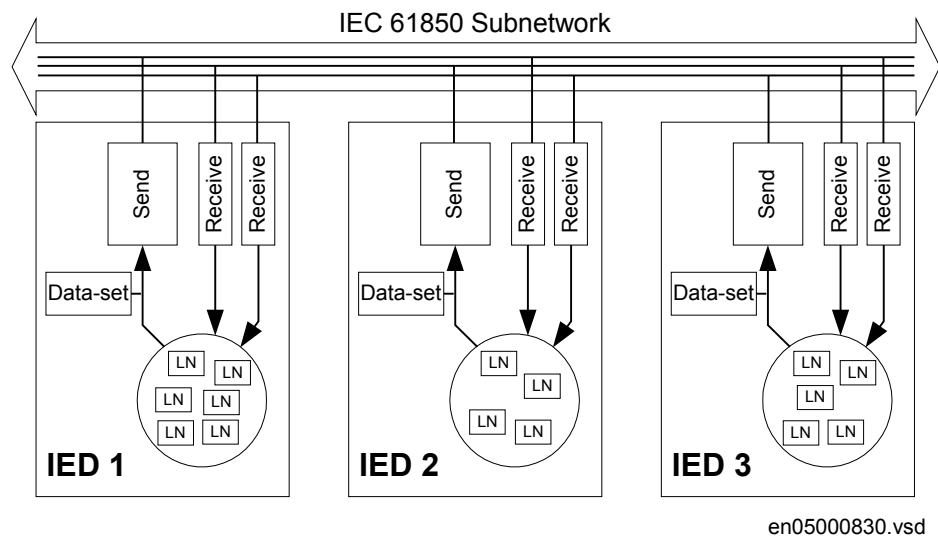 IEC 61850 Subnetwork
Send
Receive
Receive
Data-set
LN
LN
LN
LN
LN
LN
IED 1
Send
Receive
Receive
Data-set
LN
LN
LN
LN
IED 2
Send
Receive
Receive
Data-set
LN
LN
LN
LN
LN
IED 3
en05000830.vsd